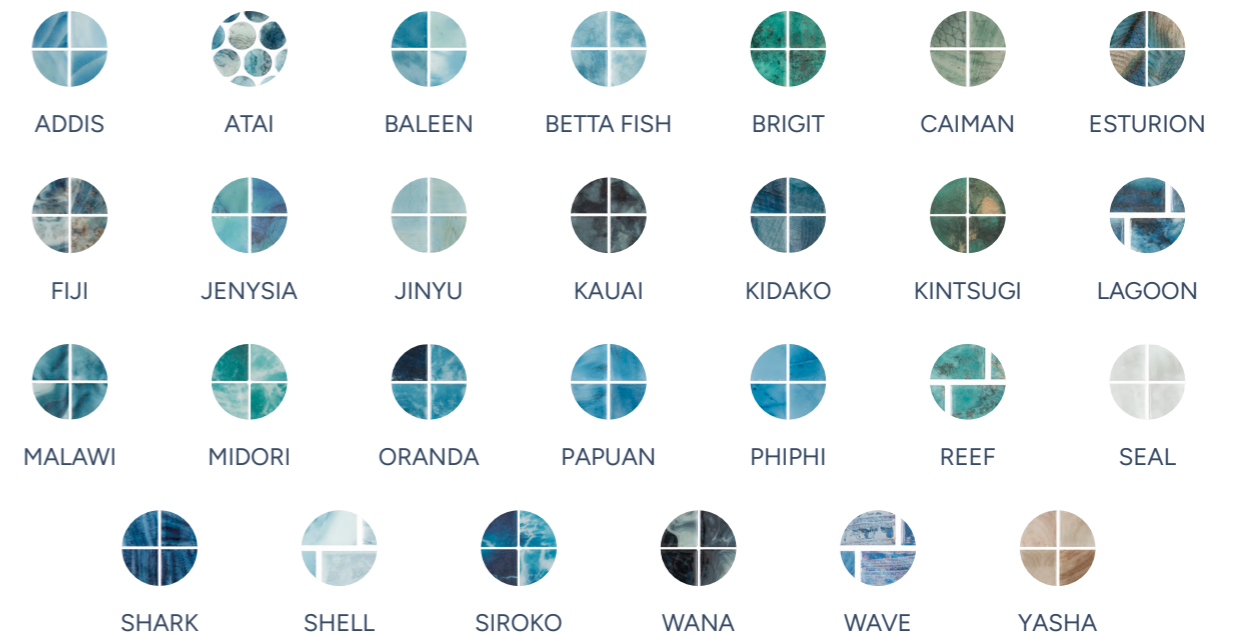 ADDIS ATAI BALEEN BETTA FISH BRIGIT CAIMAN ESTURION
FIJI JENYSIA JINYU KAUAI KIDAKO KINTSUGI LAGOON
MALAWI MIDORI ORANDA PAPUAN PHIPHI REEF SEAL
SHARK SHELL SIROKO WANA WAVE YASHA